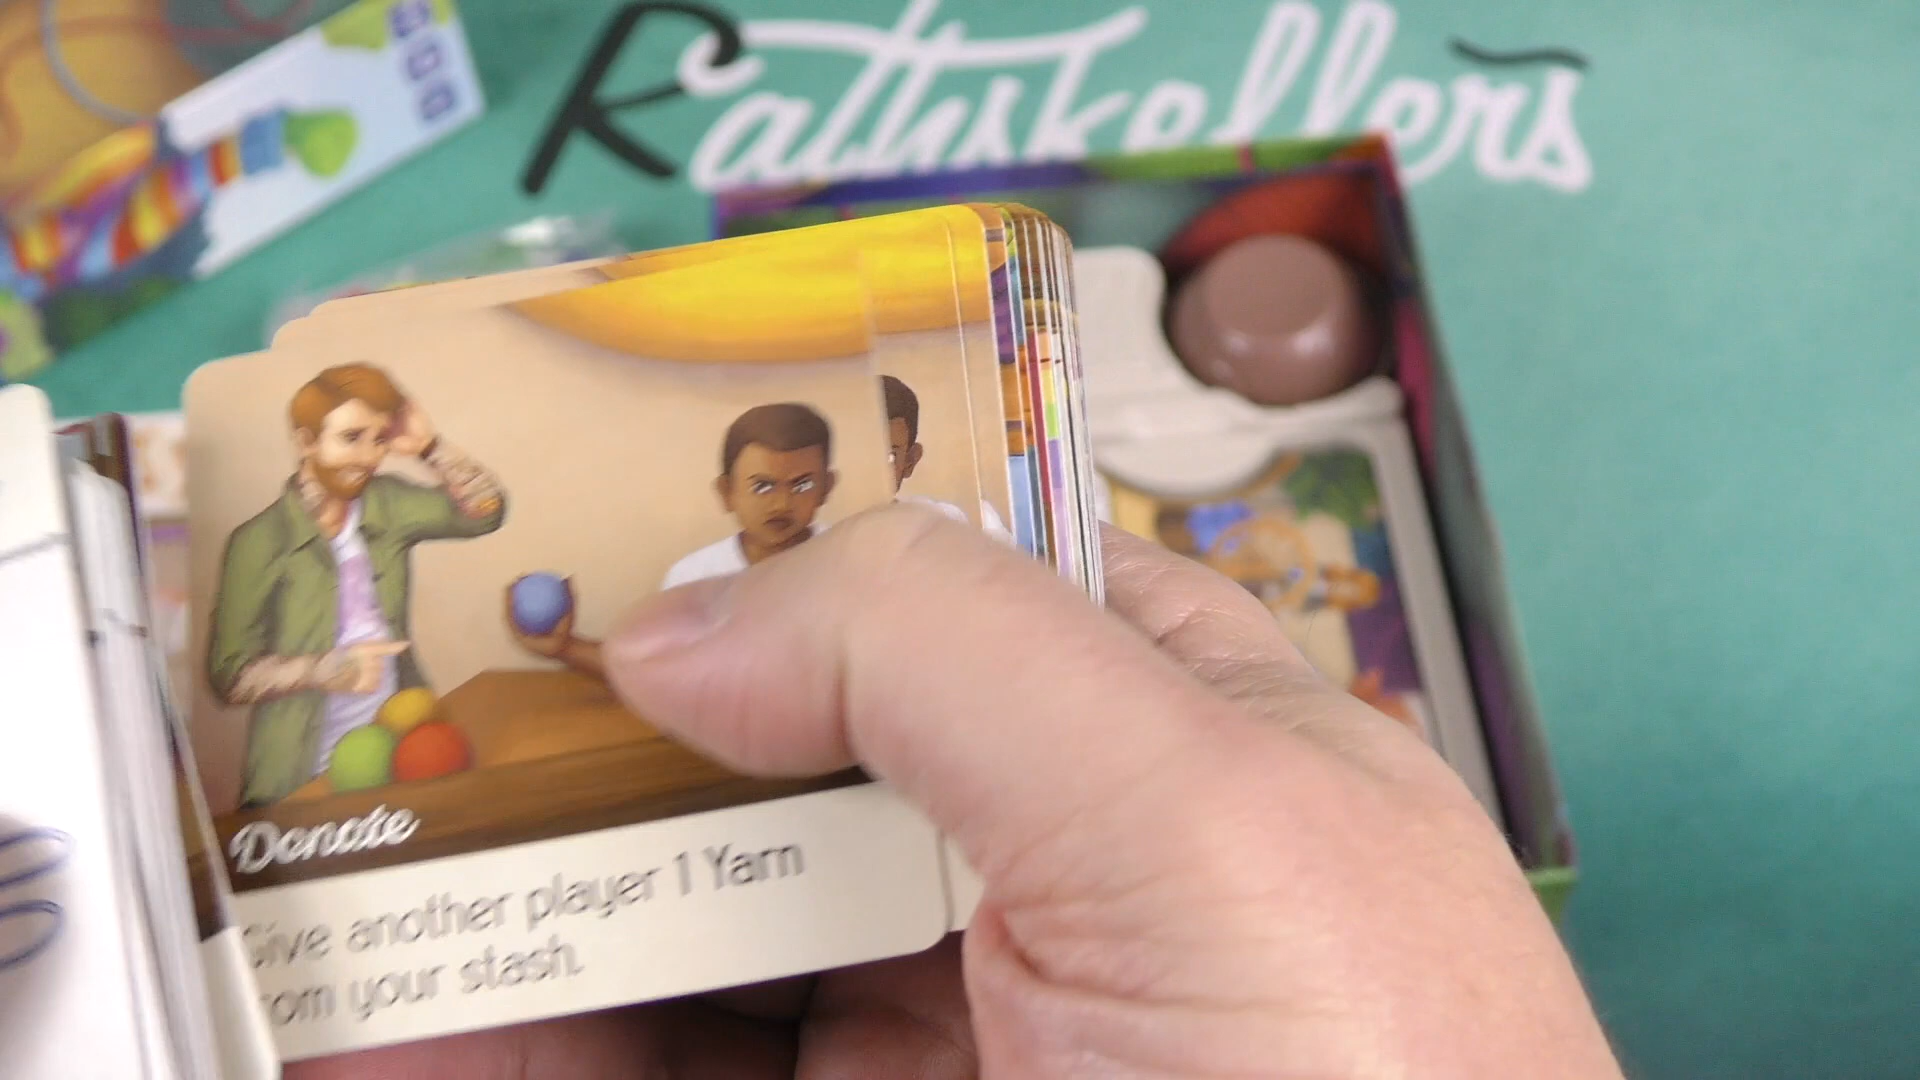 Rathskellers
Donate
Give another player 1 Yarn
from your stash.